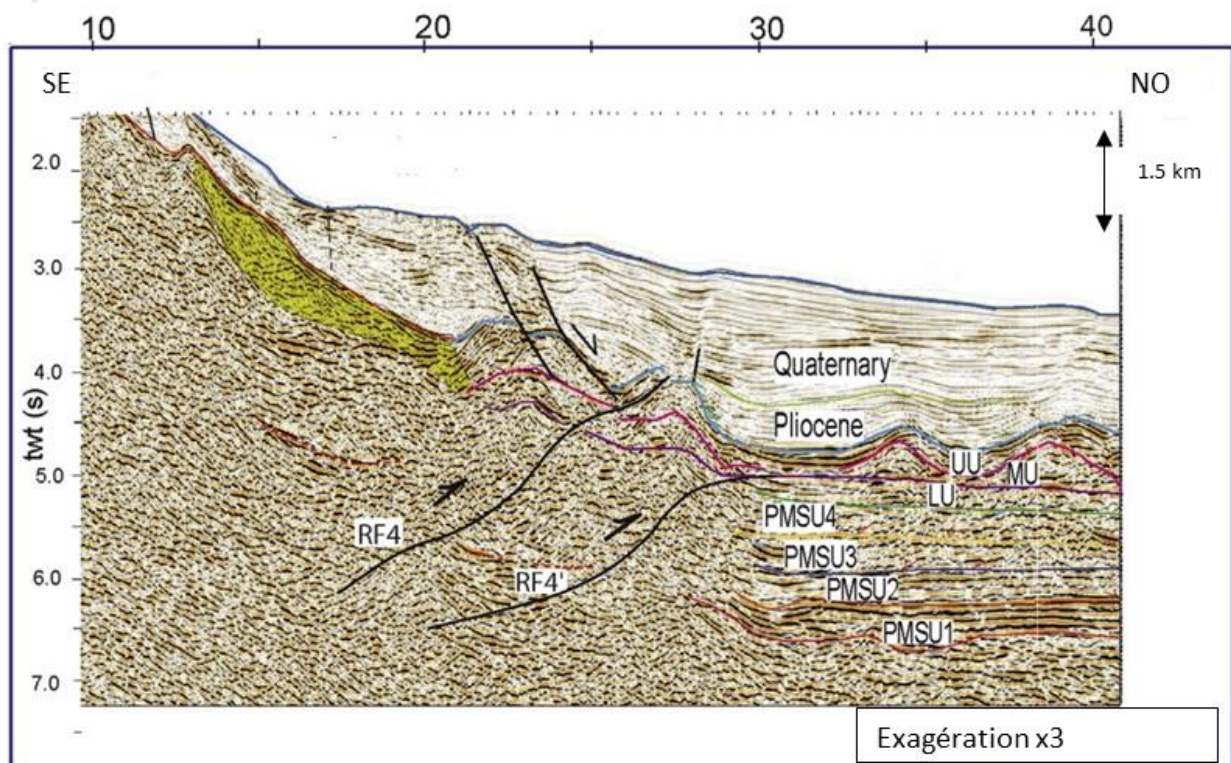 10 20 30 40
SE NO
2.0
1.5 km
3.0
4.0
Quaternary
Pliocene
twt (s)
5.0
UU
MU
LU
RF4
PMSU4
PMSU3
RF4'
6.0
PMSU2
PMSU1
7.0
Exagération x3